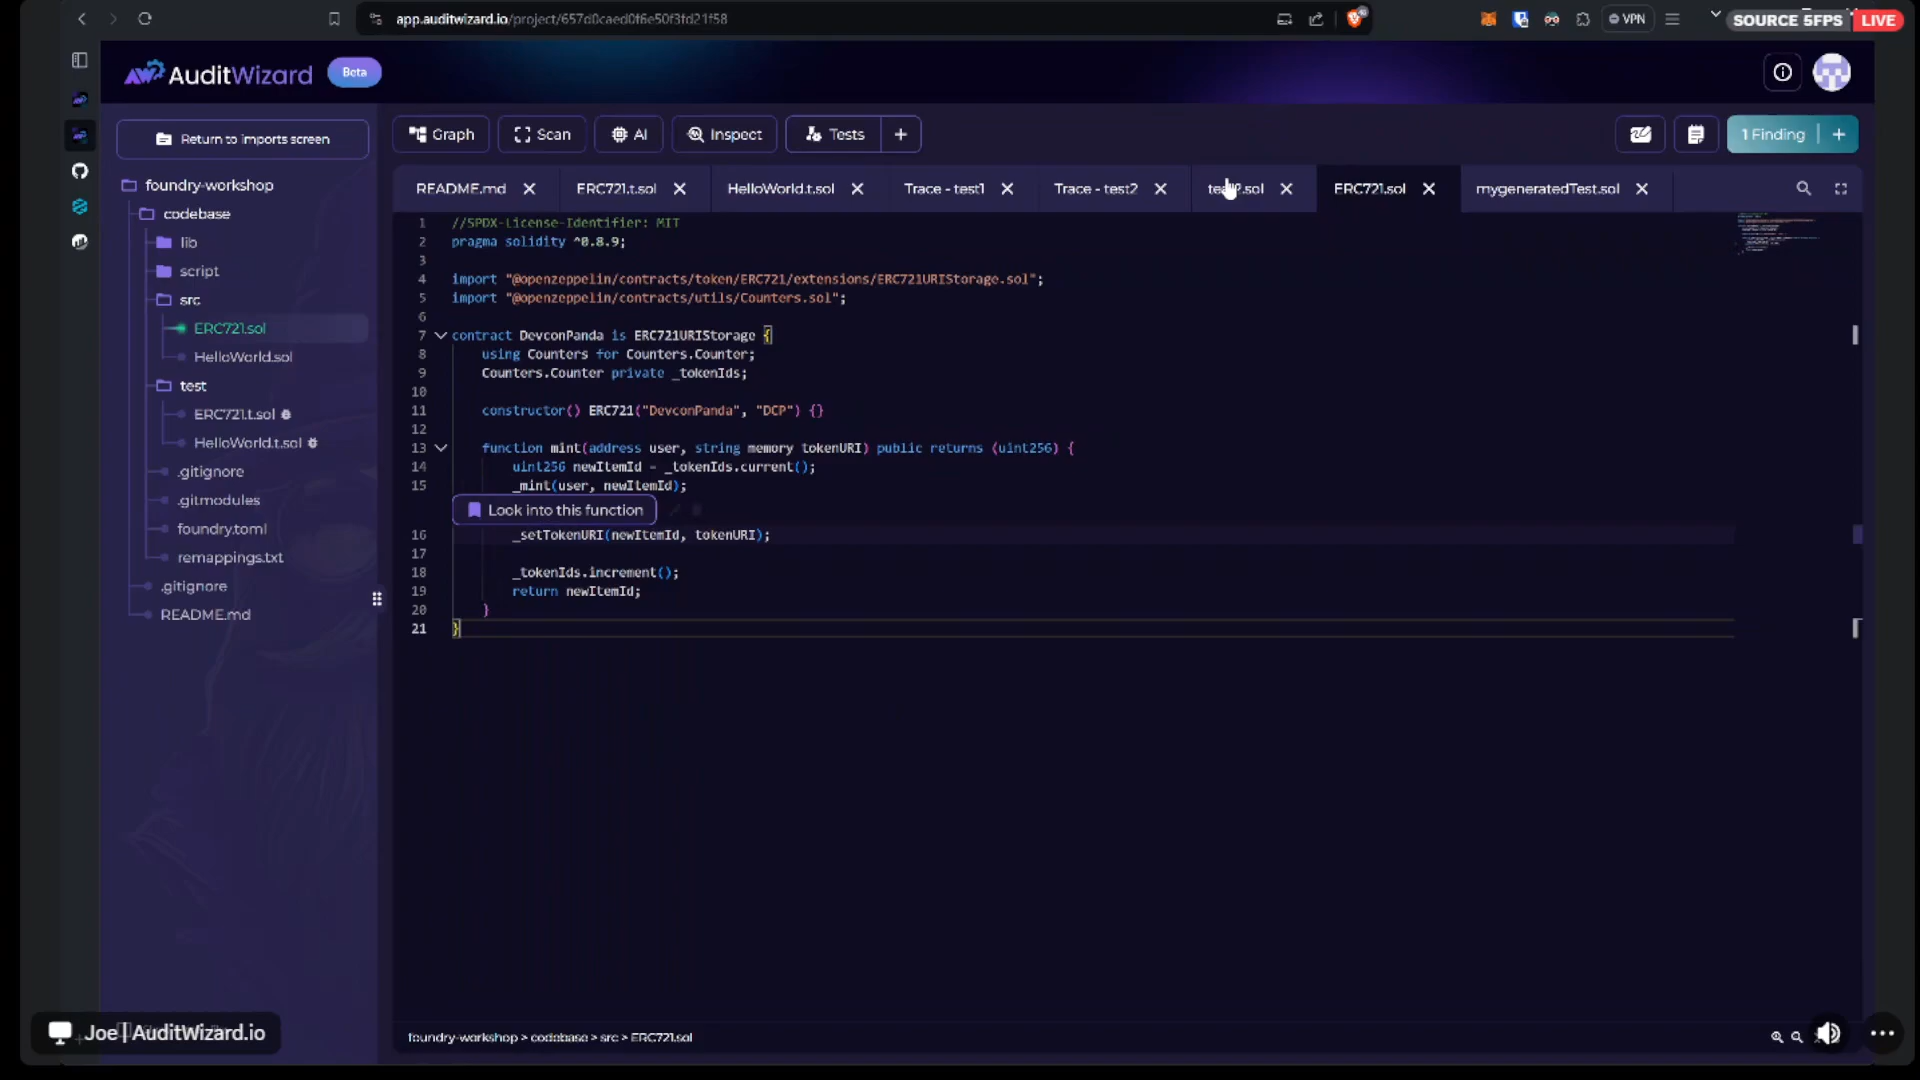 app.auditwizard.io/project/657d0caed0f6e50f3fd21f58
VPN
SOURCE 5FPS
LIVE
AuditWizard
Beta
Return to imports screen
Graph
Scan
AI
Inspect
Tests
1 Finding
foundry-workshop
codebase
lib
script
src
ERC721.sol
HelloWorld.sol
test
ERC721.t.sol
HelloWorld.t.sol
.gitignore
.gitmodules
foundry.toml
remappings.txt
.gitignore
README.md
README.md
ERC721.t.sol
HelloWorld.t.sol
Trace - test1
Trace - test2
ERC721.sol
mygeneratedTest.sol
1 //SPDX-License-Identifier: MIT
2 pragma solidity ^0.8.9;
3
4 import "@openzeppelin/contracts/token/ERC721/extensions/ERC721URIStorage.sol";
5 import "@openzeppelin/contracts/utils/Counters.sol";
6
7 contract DevconPanda is ERC721URIStorage {
8 using Counters for Counters.Counter;
9 Counters.Counter private _tokenIds;
10
11 constructor() ERC721("DevconPanda", "DCP") {}
12
13 function mint(address user, string memory tokenURI) public returns (uint256) {
14 uint256 newItemId = _tokenIds.current();
15 _mint(user, newItemId);
Look into this function
16 _setTokenURI(newItemId, tokenURI);
17
18 _tokenIds.increment();
19 return newItemId;
20 }
21 }
foundry-workshop > codebase > src > ERC721.sol
Joe | AuditWizard.io